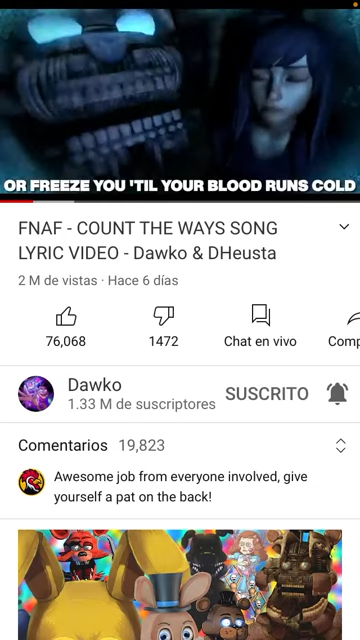 OR FREEZE YOU 'TIL YOUR BLOOD RUNS COLD
FNAF - COUNT THE WAYS SONG
LYRIC VIDEO - Dawko & DHeusta
2 M de vistas · Hace 6 días
76,068
1472
Chat en vivo
Comp
Dawko
1.33 M de suscriptores
SUSCRITO
Comentarios 19,823
Awesome job from everyone involved, give
yourself a pat on the back!